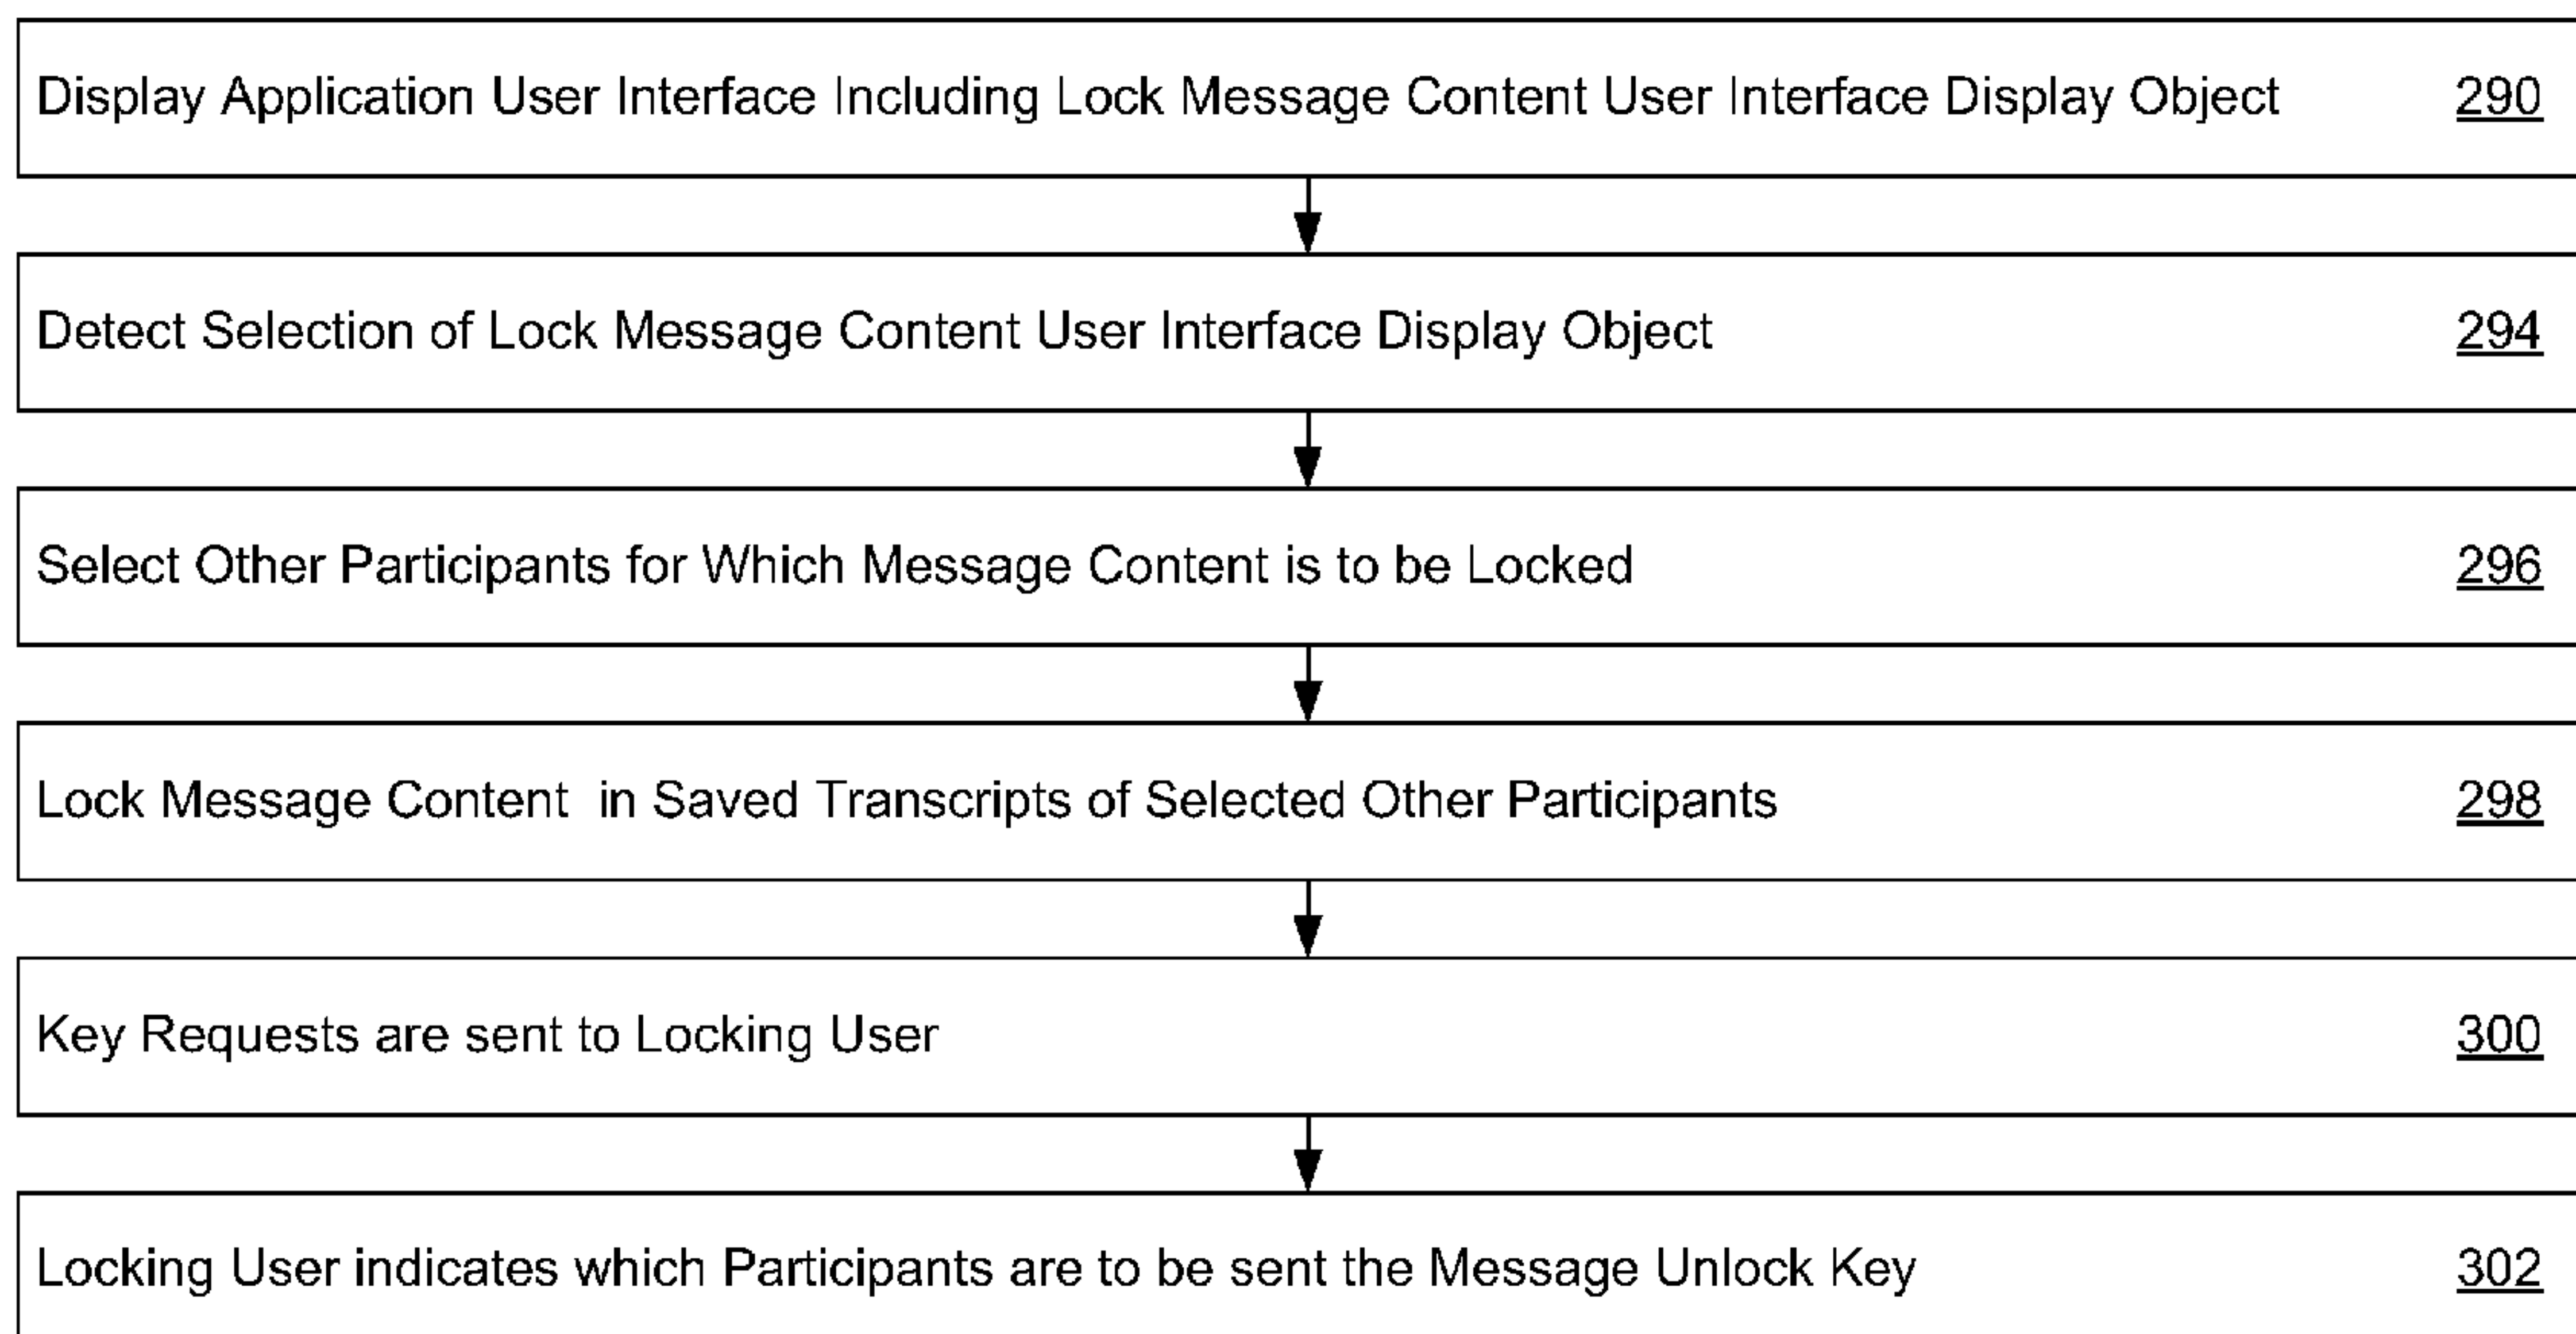 Display Application User Interface Including Lock Message Content User Interface Display Object 290
Detect Selection of Lock Message Content User Interface Display Object 294
Select Other Participants for Which Message Content is to be Locked 296
Lock Message Content in Saved Transcripts of Selected Other Participants 298
Key Requests are sent to Locking User 300
Locking User indicates which Participants are to be sent the Message Unlock Key 302